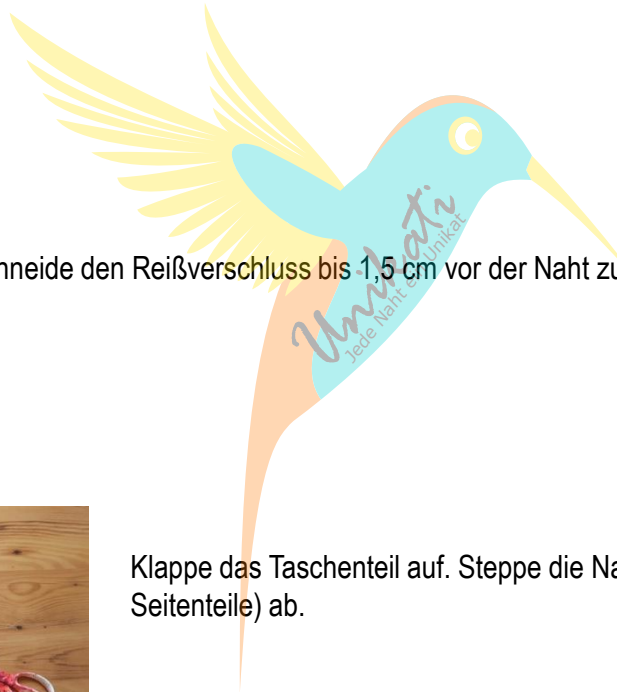 hneide den Reißverschluss bis 1,5 cm vor der Naht zu
Unikati
Jede Naht ein Unikat
Klappe das Taschenteil auf. Steppe die Na
Seitenteile) ab.